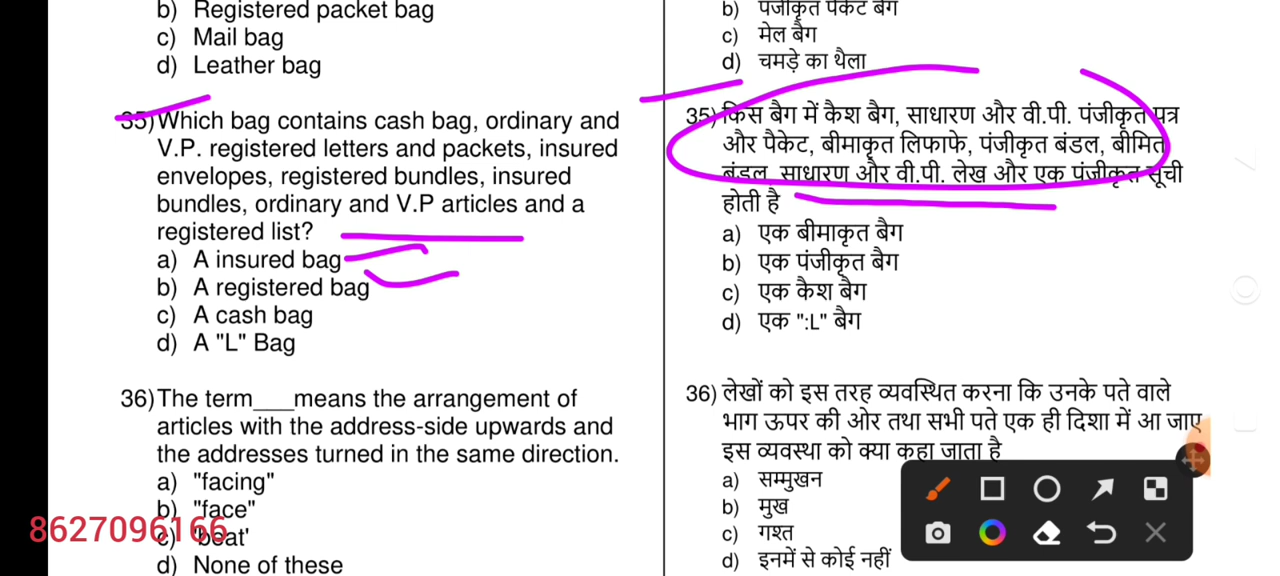 b) Registered packet bag
c) Mail bag
d) Leather bag
35)Which bag contains cash bag, ordinary and
V.P. registered letters and packets, insured
envelopes, registered bundles, insured
bundles, ordinary and V.P articles and a
registered list?
a) A insured bag
b) A registered bag
c) A cash bag
d) A "L" Bag
36)The term___means the arrangement of
articles with the address-side upwards and
the addresses turned in the same direction.
a) "facing"
b) "face"
c) 'beat'
d) None of these
8627096166
b) पंजीकृत पैकेट बैग
c) मेल बैग
d) चमड़े का थैला
35) किस बैग में कैश बैग, साधारण और वी.पी. पंजीकृत पत्र
और पैकेट, बीमाकृत लिफाफे, पंजीकृत बंडल, बीमित
बंडल, साधारण और वी.पी. लेख और एक पंजीकृत सूची
होती है
a) एक बीमाकृत बैग
b) एक पंजीकृत बैग
c) एक कैश बैग
d) एक ":L" बैग
36) लेखों को इस तरह व्यवस्थित करना कि उनके पते वाले
भाग ऊपर की ओर तथा सभी पते एक ही दिशा में आ जाए
इस व्यवस्था को क्या कहा जाता है
a) सम्मुखन
b) मुख
c) गश्त
d) इनमें से कोई नहीं